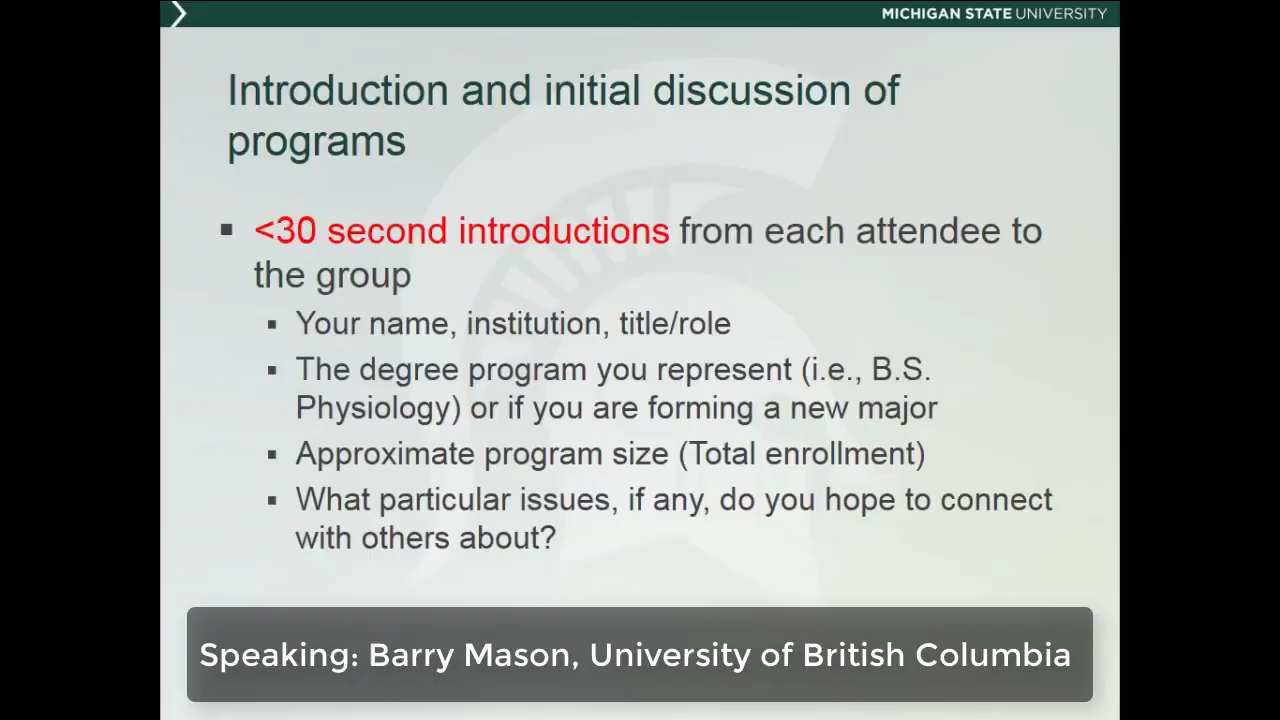 MICHIGAN STATE UNIVERSITY
Introduction and initial discussion of
programs
<30 second introductions from each attendee to
the group
Your name, institution, title/role
The degree program you represent (i.e., B.S.
Physiology) or if you are forming a new major
Approximate program size (Total enrollment)
What particular issues, if any, do you hope to connect
with others about?
Speaking: Barry Mason, University of British Columbia